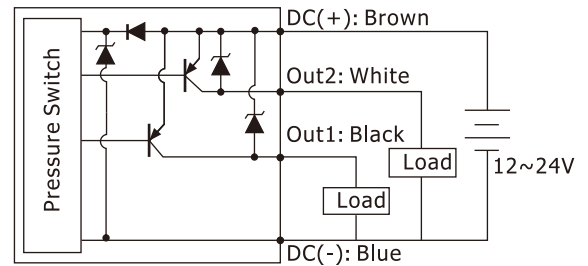 DC(+): Brown
Out2: White
Out1: Black
Load
12~24V
Load
DC(-): Blue
Pressure Switch